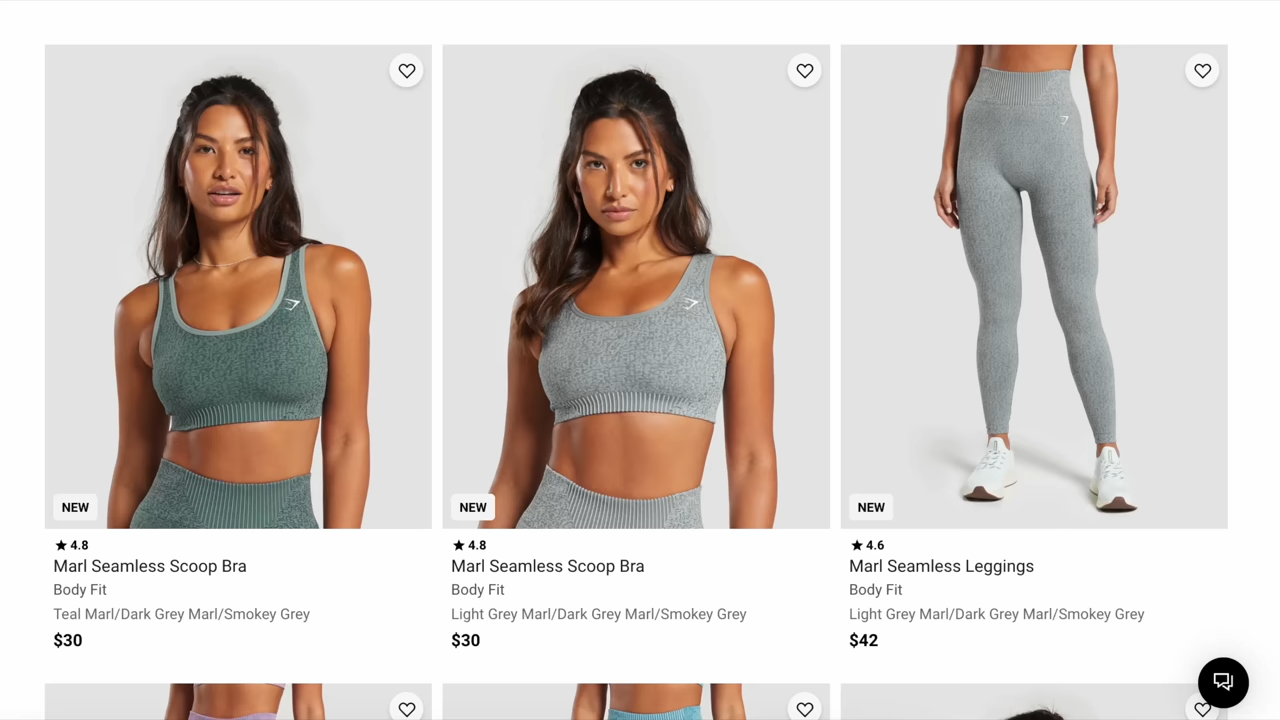 NEW
NEW
NEW
★ 4.8
Marl Seamless Scoop Bra
Body Fit
Teal Marl/Dark Grey Marl/Smokey Grey
$30
★ 4.8
Marl Seamless Scoop Bra
Body Fit
Light Grey Marl/Dark Grey Marl/Smokey Grey
$30
★ 4.6
Marl Seamless Leggings
Body Fit
Light Grey Marl/Dark Grey Marl/Smokey Grey
$42